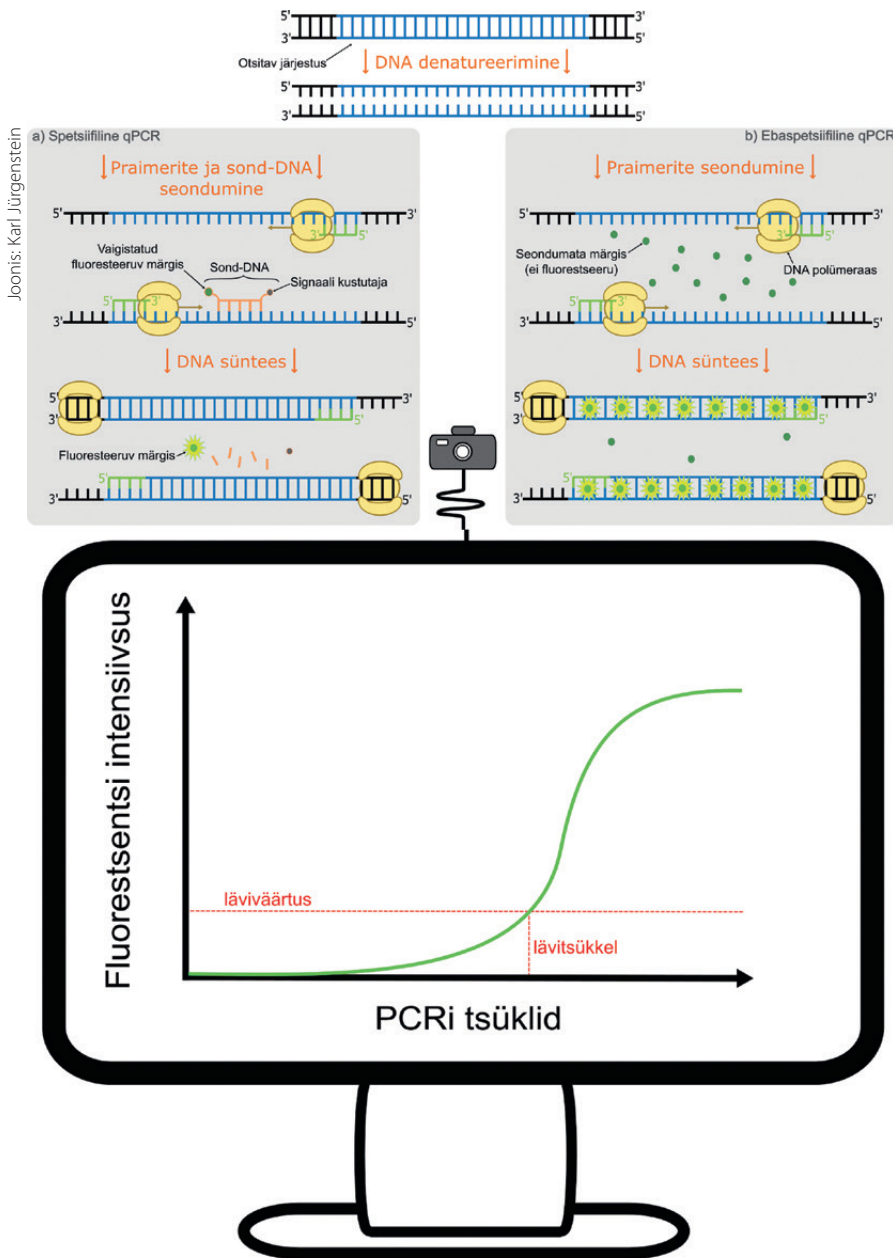 5'
3'
3'
5'
Otsitav järjestus
DNA denatureerimine
5'
3'
3'
5'
Joonis: Karl Jürgenstein
a) Spetsiifiline qPCR
Praimerite ja sond-DNA
seondumine
5'
3'
3'
5'
Vaigistatud
fluoresteeruv märgis
Sond-DNA
Signaali kustutaja
5'
3'
3'
5'
DNA süntees
5'
3'
3'
5'
Fluoresteeruv märgis
5'
3'
5'
b) Ebaspetsiifiline qPCR
Praimerite seondumine
5'
3'
3'
5'
Seondumata märgis
(ei fluorestseeru)
DNA polümeraas
5'
3'
3'
5'
DNA süntees
5'
3'
3'
5'
5'
3'
5'
Fluorestsentsi intensiivsus
läviväärtus
lävitsükkel
PCRi tsüklid